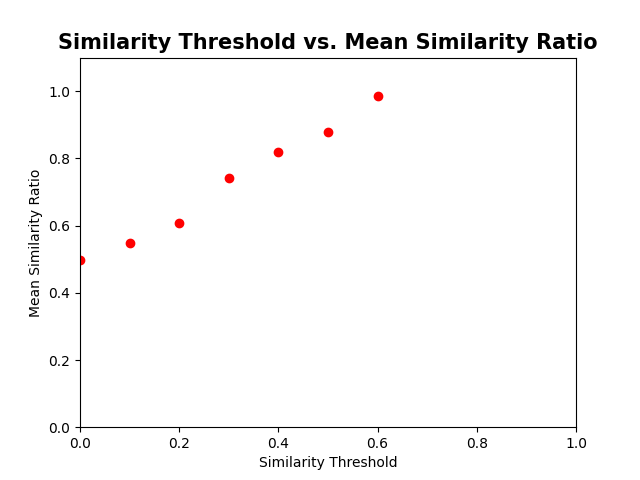 Similarity Threshold vs. Mean Similarity Ratio
1.0
0.8
0.6
0.4
0.2
0.0
Mean Similarity Ratio
0.0 0.2 0.4 0.6 0.8 1.0
Similarity Threshold